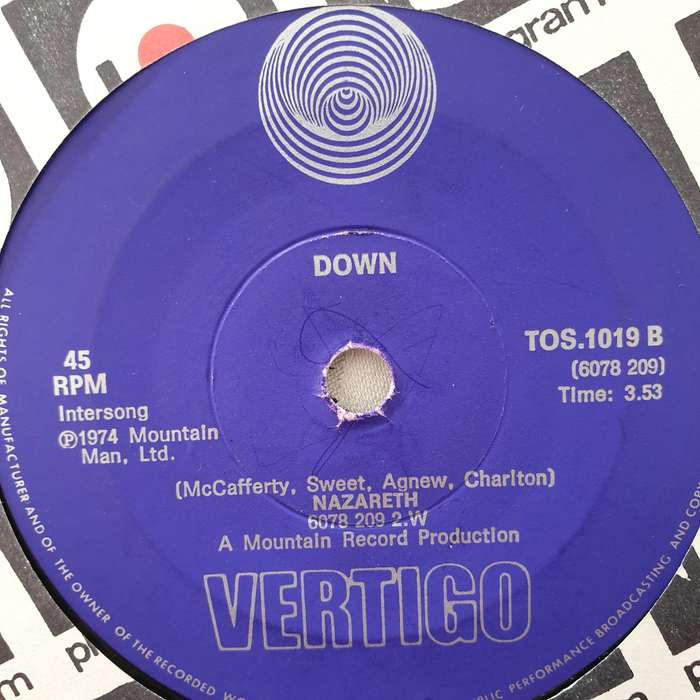 gram
DOWN
45
RPM
Intersong
℗1974 Mountain
Man, Ltd.
TOS.1019 B
(6078 209)
Time: 3.53
(McCafferty, Sweet, Agnew, Charlton)
NAZARETH
6078 209 2.W
A Mountain Record Production
VERTIGO
ALL RIGHTS OF MANUFACTURER AND OF THE OWNER OF THE RECORDED
PUBLIC PERFORMANCE BROADCASTING AND